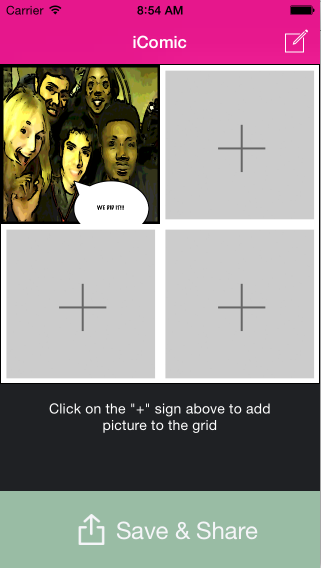 Carrier 8:54 AM
iComic
WE DID IT!!!
Click on the "+" sign above to add
picture to the grid
Save & Share